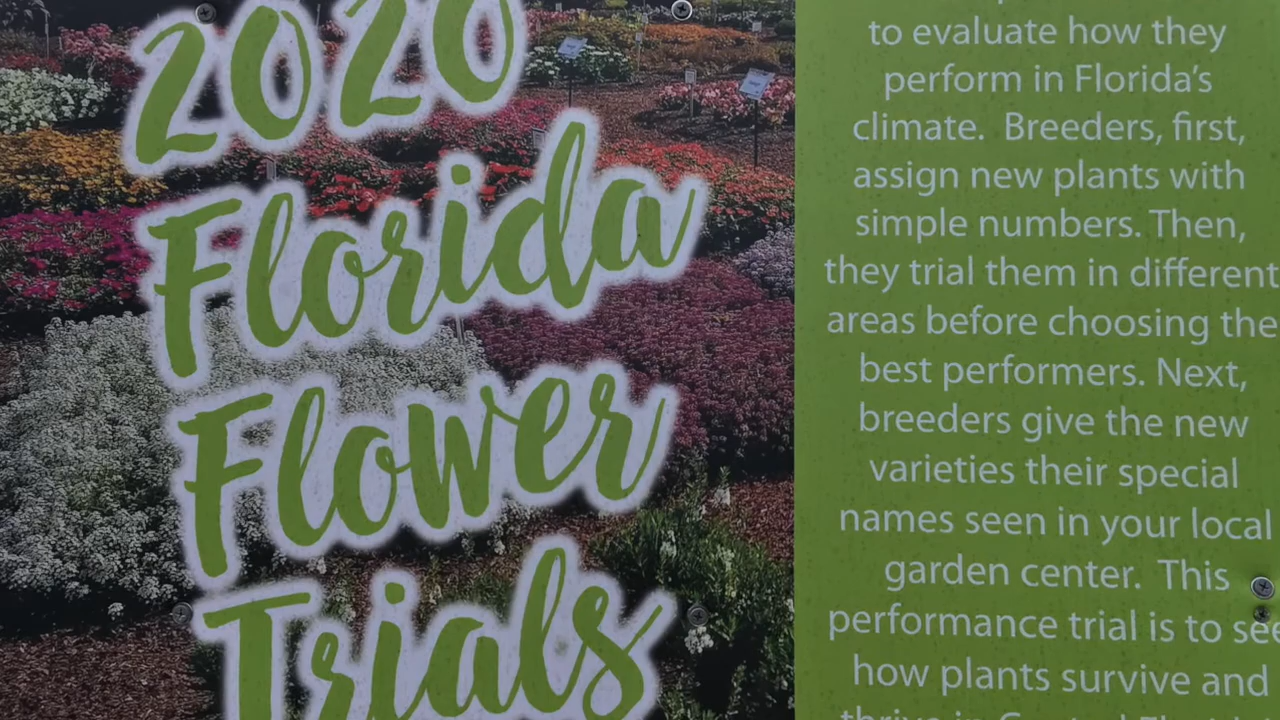 2020
Florida
Flower
Trials
to evaluate how they
perform in Florida's
climate. Breeders, first,
assign new plants with
simple numbers. Then,
they trial them in different
areas before choosing the
best performers. Next,
breeders give the new
varieties their special
names seen in your local
garden center. This
performance trial is to see
how plants survive and
thrive in